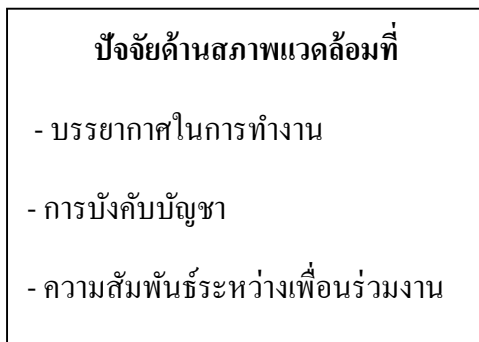 ปัจจัยด้านสภาพแวดล้อมที่
- บรรยากาศในการทำงาน
- การบังคับบัญชา
- ความสัมพันธ์ระหว่างเพื่อนร่วมงาน